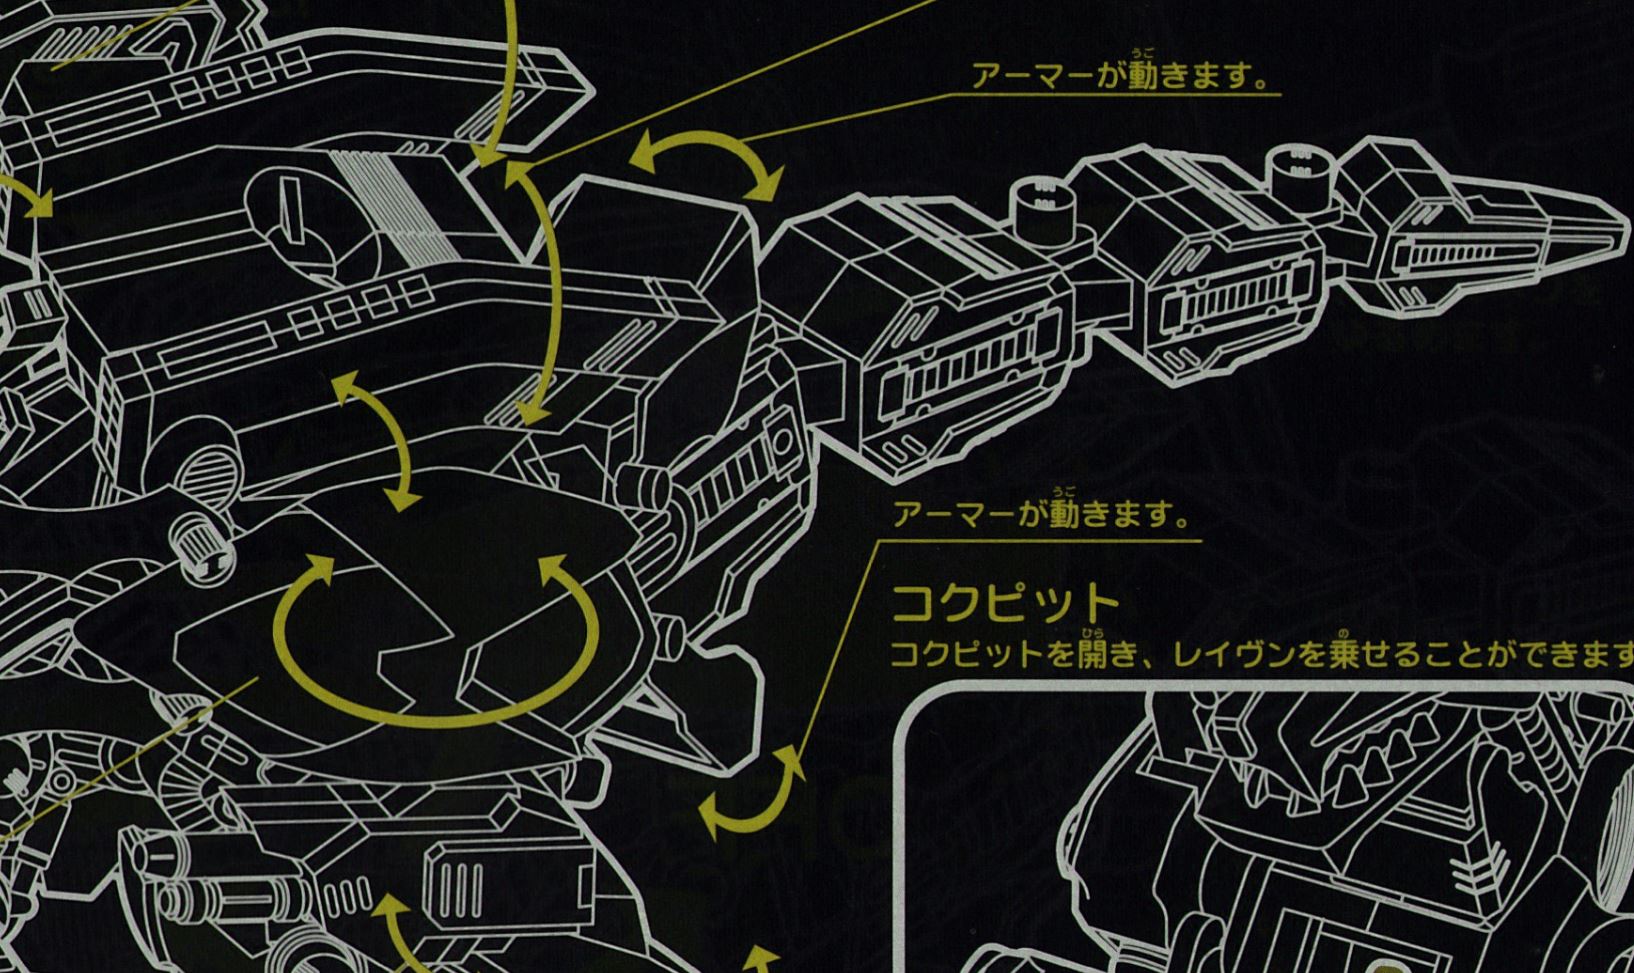 アーマーが動きます。
アーマーが動きます。
コクピット
コクピットを開き、レイヴンを乗せることができます